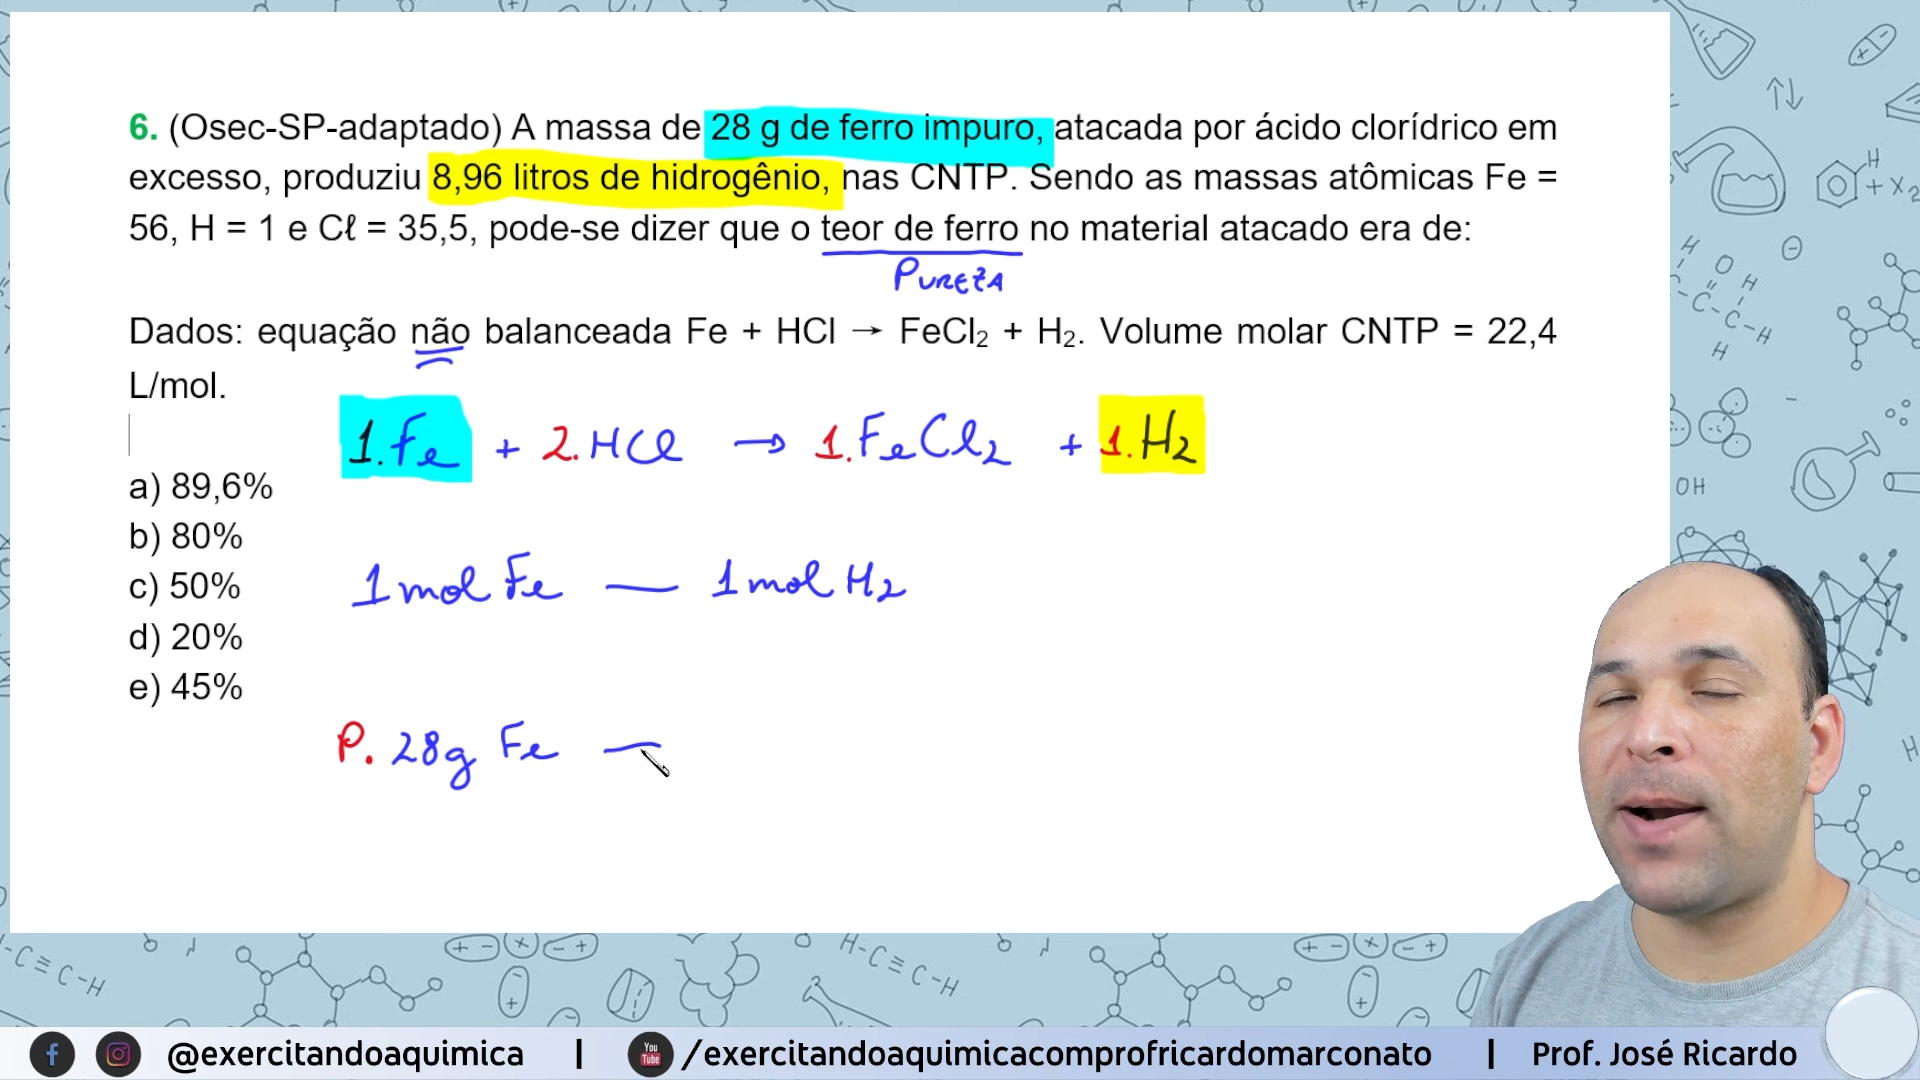 6. (Osec-SP-adaptado) A massa de 28 g de ferro impuro, atacada por ácido clorídrico em
excesso, produziu 8,96 litros de hidrogênio, nas CNTP. Sendo as massas atômicas Fe =
56, H = 1 e Cℓ = 35,5, pode-se dizer que o teor de ferro no material atacado era de:
PUREZA
Dados: equação não balanceada Fe + HCl → FeCl₂ + H₂. Volume molar CNTP = 22,4
L/mol.
1.Fe + 2.HCl → 1.FeCl₂ + 1.H₂
a) 89,6%
b) 80%
c) 50%
d) 20%
e) 45%
1 mol Fe — 1 mol H₂
P. 28g Fe —
@exercitandoaquimica | You Tube /exercitandoaquimicacomprofricardomarconato | Prof. José Ricardo